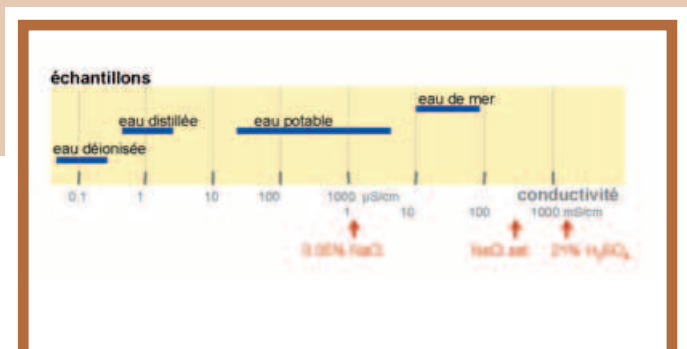 échantillons
eau de mer
eau distillée
eau potable
eau déionisée
0.1 1 10 100 1000 µS/cm conductivité
1 10 100 1000 mS/cm
0.05% NaCl NaCl sat 21% H₂SO₄